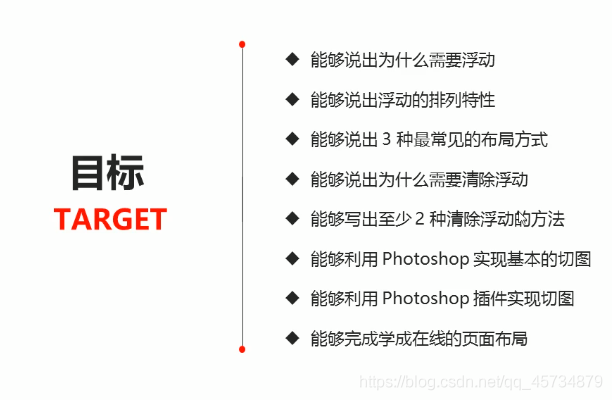 目标
TARGET
◆ 能够说出为什么需要浮动
◆ 能够说出浮动的排列特性
◆ 能够说出 3 种最常见的布局方式
◆ 能够说出为什么需要清除浮动
◆ 能够写出至少 2 种清除浮动的方法
◆ 能够利用 Photoshop 实现基本的切图
◆ 能够利用 Photoshop 插件实现切图
◆ 能够完成学成在线的页面布局
https://blog.csdn.net/qq_45734879